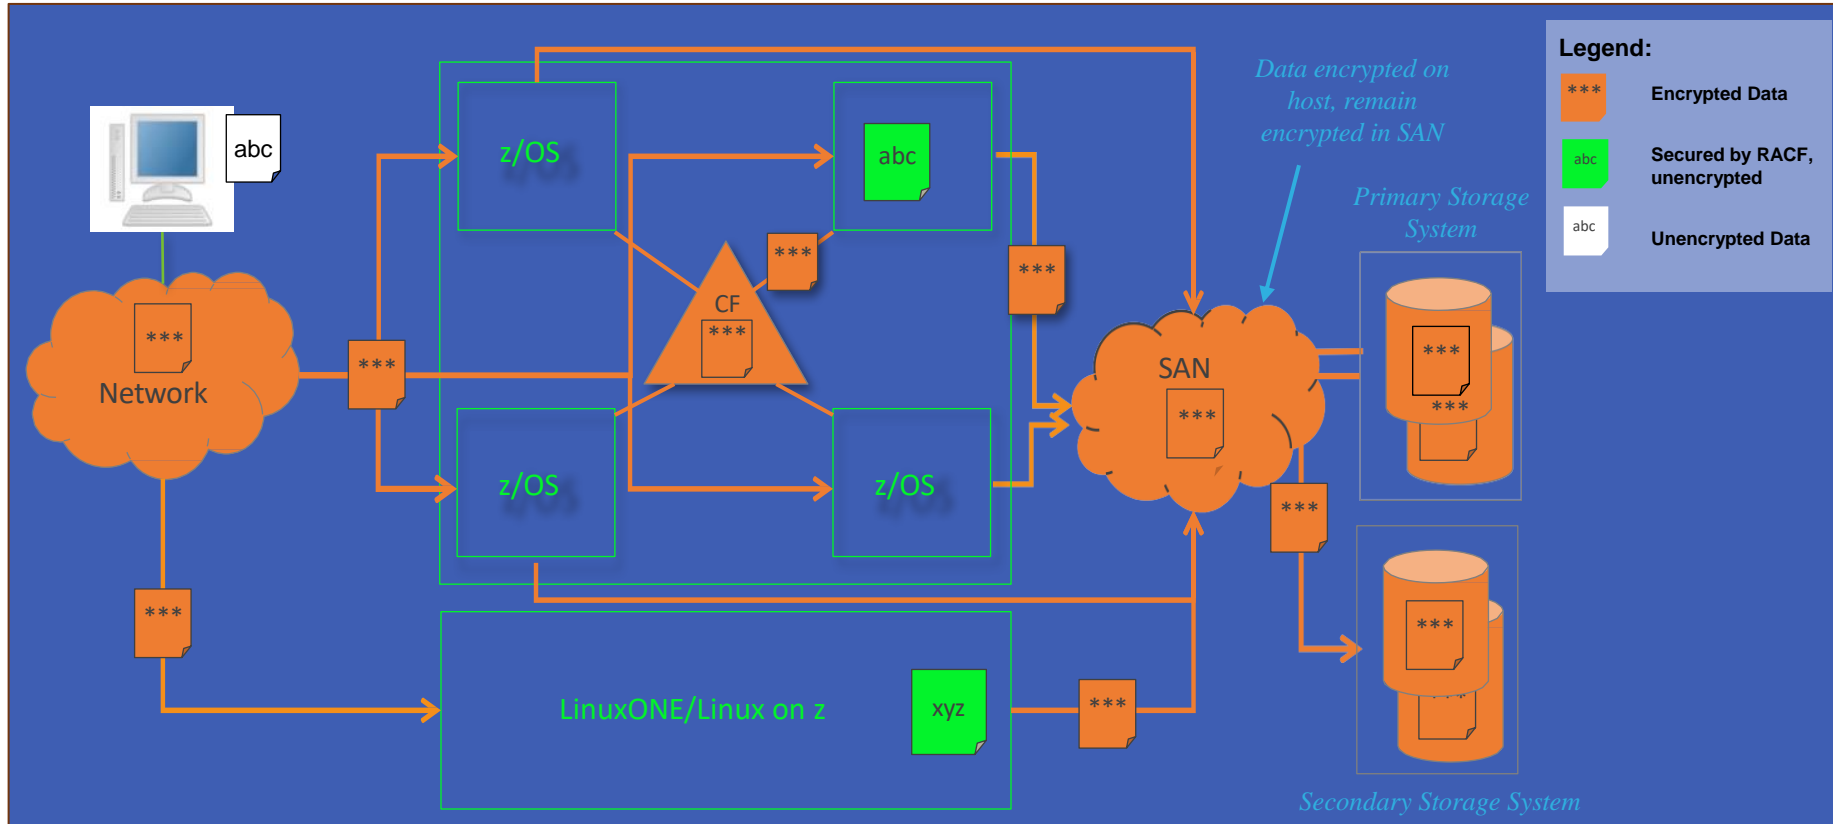 Legend:
***
Encrypted Data
abc
Secured by RACF,
unencrypted
abc
Unencrypted Data
Data encrypted on
host, remain
encrypted in SAN
Primary Storage
System
abc
z/OS
abc
***
***
CF
***
***
Network
***
SAN
***
***
***
z/OS
z/OS
***
***
LinuxONE/Linux on z
xyz
***
***
***
Secondary Storage System